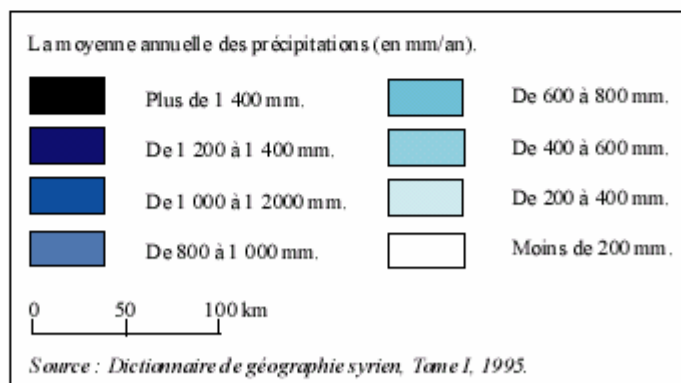 La moyenne annuelle des précipitations (en mm/an).
Plus de 1 400 mm.
De 1 200 à 1 400 mm.
De 1 000 à 1 2000 mm.
De 800 à 1 000 mm.
De 600 à 800 mm.
De 400 à 600 mm.
De 200 à 400 mm.
Moins de 200 mm.
0 50 100 km
Source : Dictionnaire de géographie syrien, Tome I, 1995.